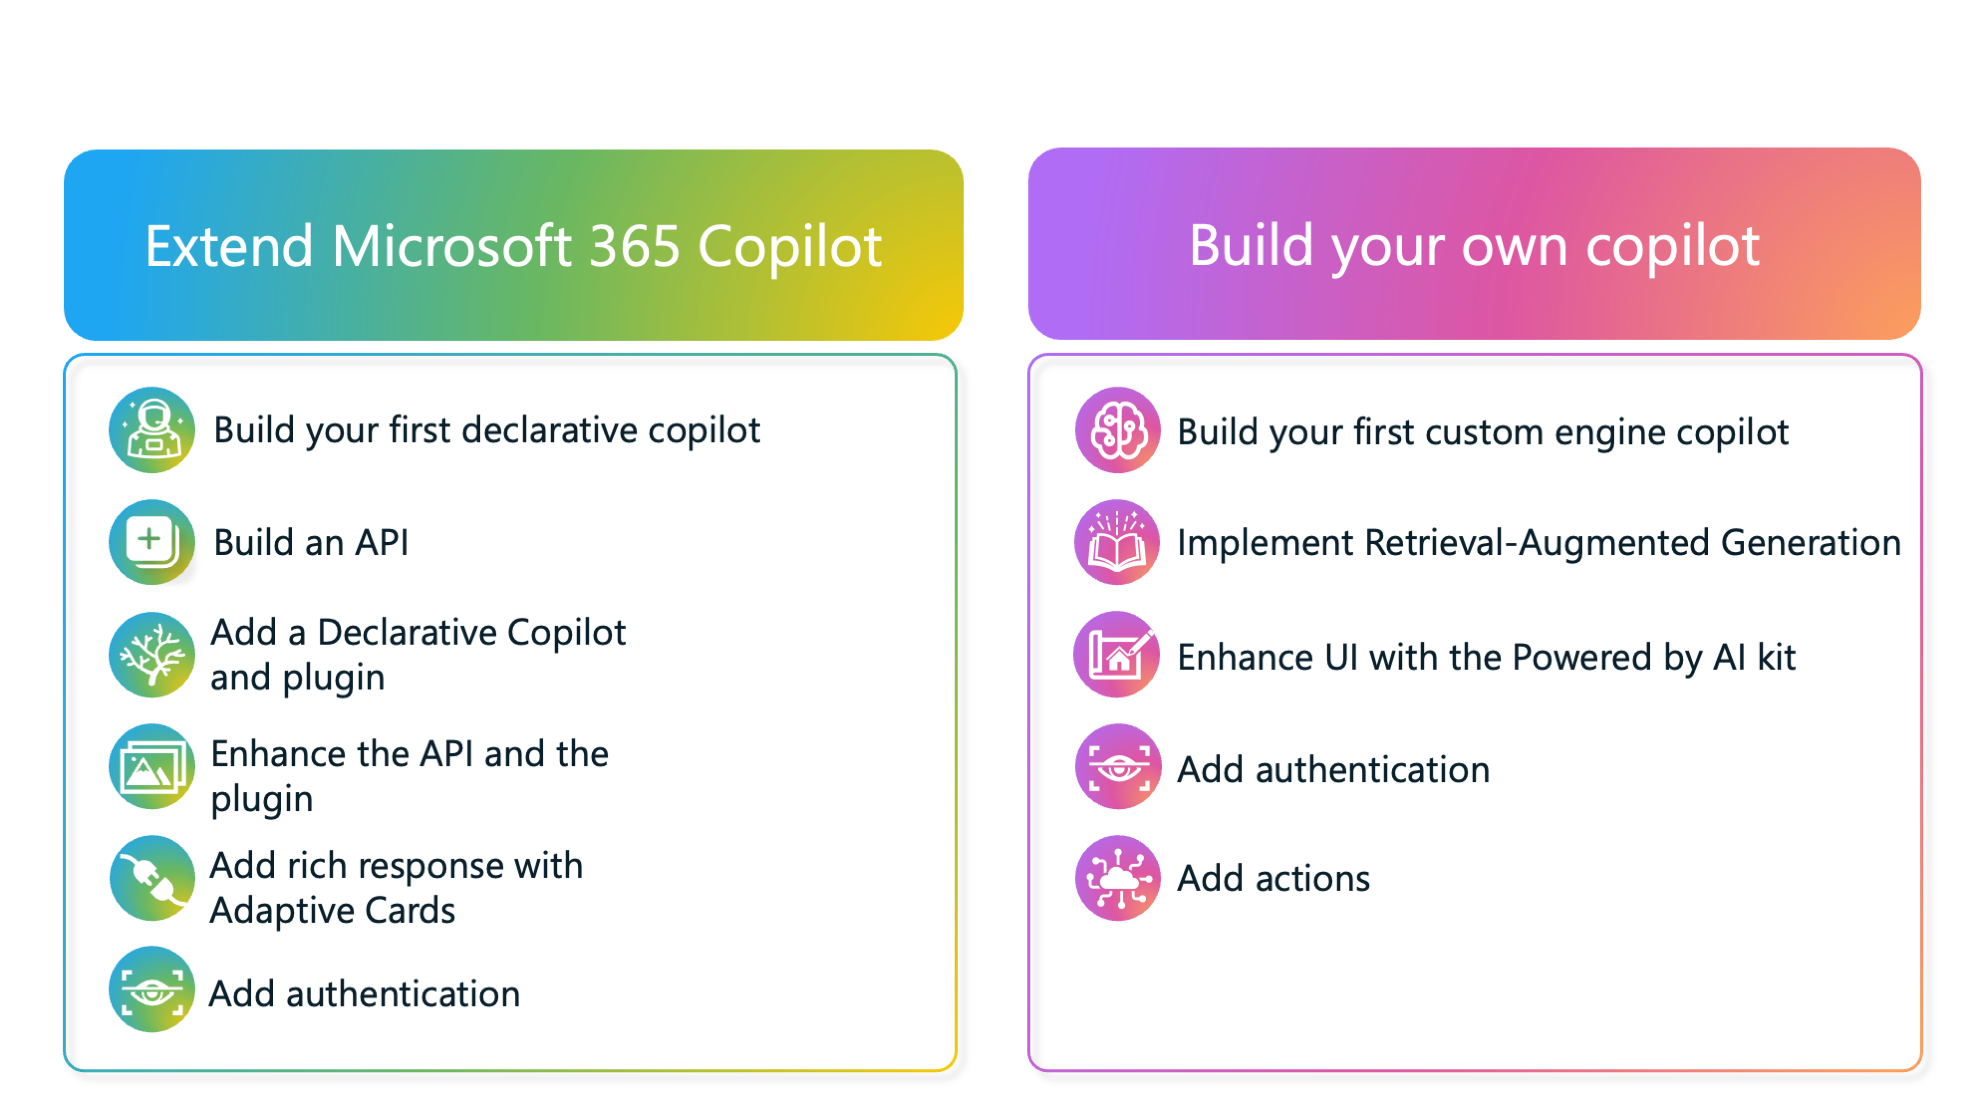 Extend Microsoft 365 Copilot
Build your first declarative copilot
Build an API
Add a Declarative Copilot
and plugin
Enhance the API and the
plugin
Add rich response with
Adaptive Cards
Add authentication
Build your own copilot
Build your first custom engine copilot
Implement Retrieval-Augmented Generation
Enhance UI with the Powered by AI kit
Add authentication
Add actions